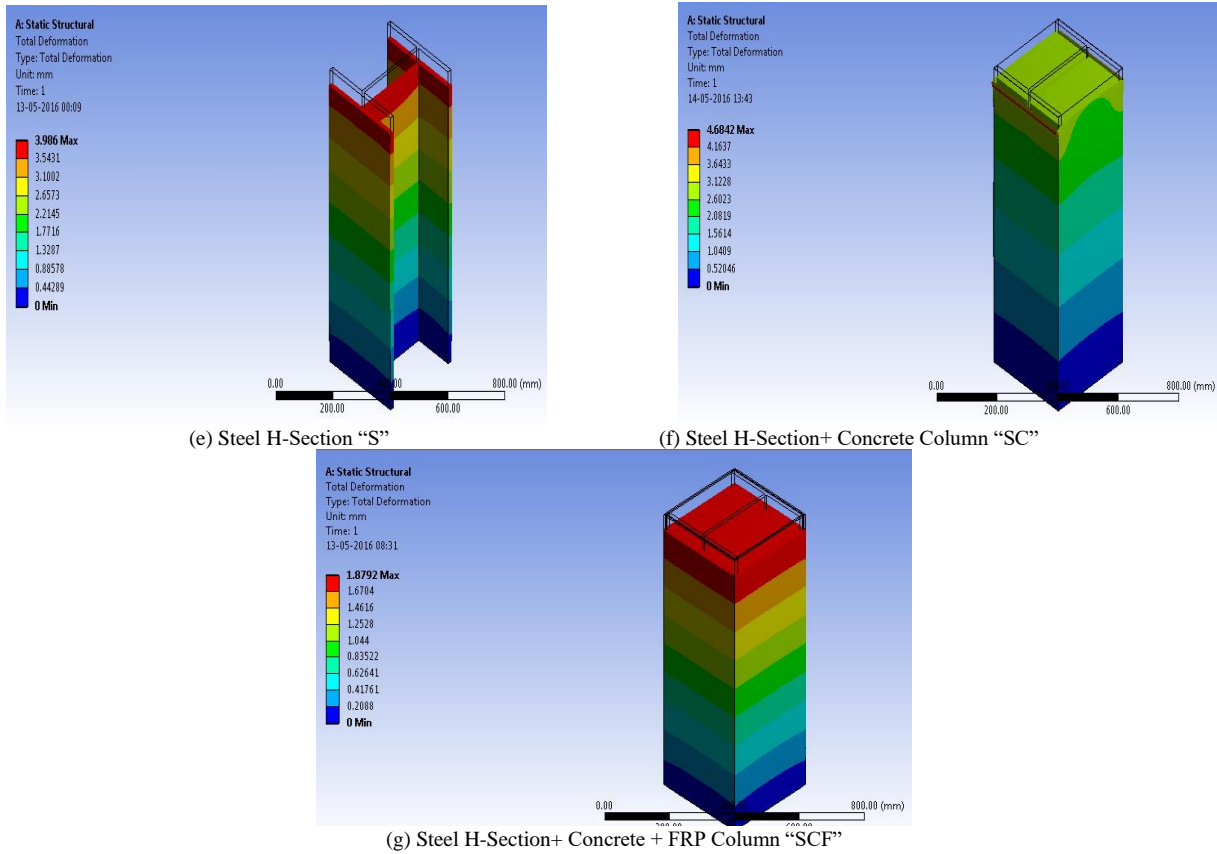 A: Static Structural
Total Deformation
Type: Total Deformation
Unit: mm
Time: 1
13-05-2016 00:09
3.986 Max
3.5431
3.1002
2.6573
2.2145
1.7716
1.3287
0.88578
0.44289
0 Min
0.00 800.00 (mm)
200.00 600.00
(e) Steel H-Section “S”
A: Static Structural
Total Deformation
Type: Total Deformation
Unit: mm
Time: 1
14-05-2016 13:43
4.6842 Max
4.1637
3.6433
3.1228
2.6023
2.0819
1.5614
1.0409
0.52046
0 Min
0.00 800.00 (mm)
200.00 600.00
(f) Steel H-Section+ Concrete Column “SC”
A: Static Structural
Total Deformation
Type: Total Deformation
Unit: mm
Time: 1
13-05-2016 08:31
1.8792 Max
1.6704
1.4616
1.2528
1.044
0.83522
0.62641
0.41761
0.2088
0 Min
0.00 800.00 (mm)
(g) Steel H-Section+ Concrete + FRP Column “SCF”